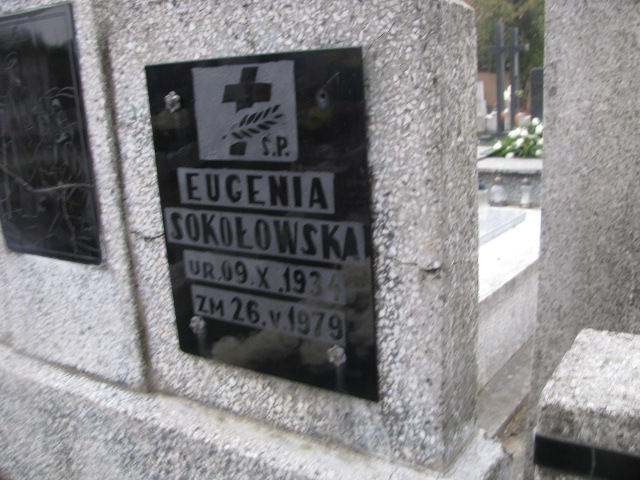 Ś.P.
EUGENIA
SOKOŁOWSKA
UR.09.X.1934
ZM 26.V.1979